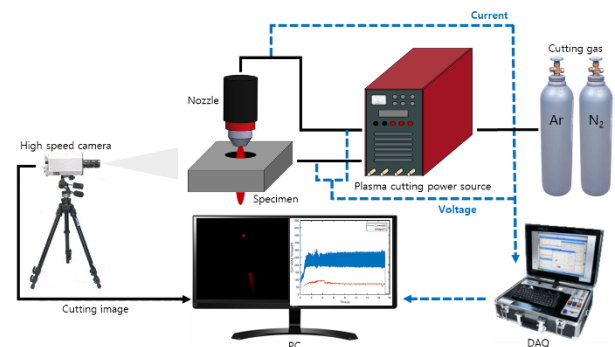 Current
Cutting gas
Nozzle
Ar
N2
High speed camera
Specimen
Plasma cutting power source
Voltage
Cutting image
PC
DAQ